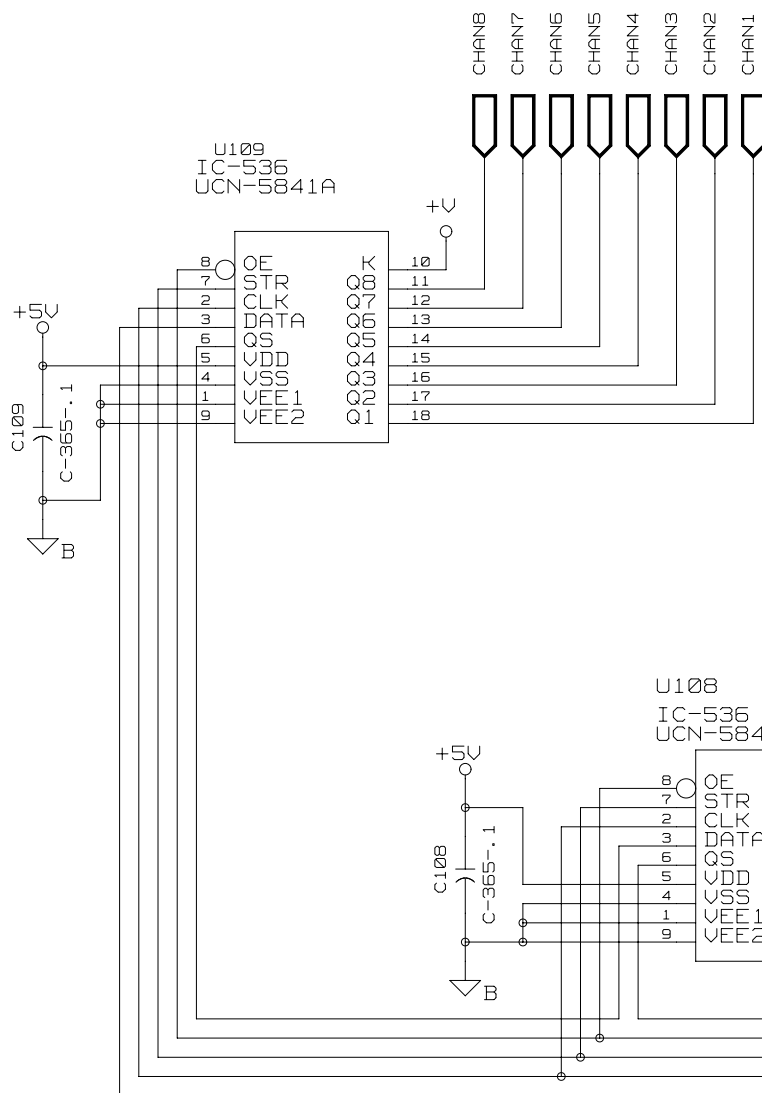 CHAN8
CHAN7
CHAN6
CHAN5
CHAN4
CHAN3
CHAN2
CHAN1
U109
IC-536
UCN-5841A
+V
8 OE K 10
7 STR Q8 11
2 CLK Q7 12
3 DATA Q6 13
6 QS Q5 14
5 VDD Q4 15
4 VSS Q3 16
1 VEE1 Q2 17
9 VEE2 Q1 18
+5V
C109
C-365-.1
B
U108
IC-536
UCN-584
+5V
8 OE
7 STR
2 CLK
3 DATA
6 QS
5 VDD
4 VSS
1 VEE1
9 VEE2
C108
C-365-.1
B